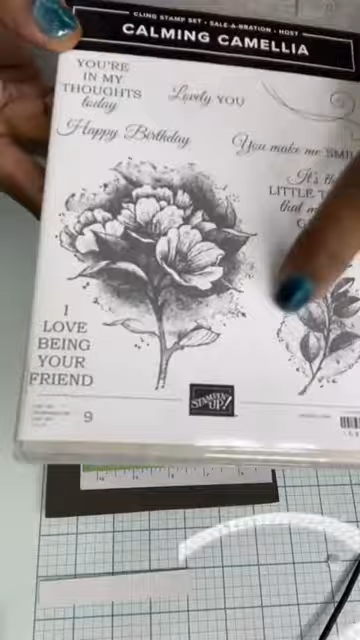 CLING STAMP SET • SALE-A-BRATION • HOST
CALMING CAMELLIA
YOU'RE
IN MY
THOUGHTS
today
Lovely YOU
Happy Birthday
You make me
It's the
LITTLE
that
I
LOVE
BEING
YOUR
FRIEND
STAMPIN' UP!
9